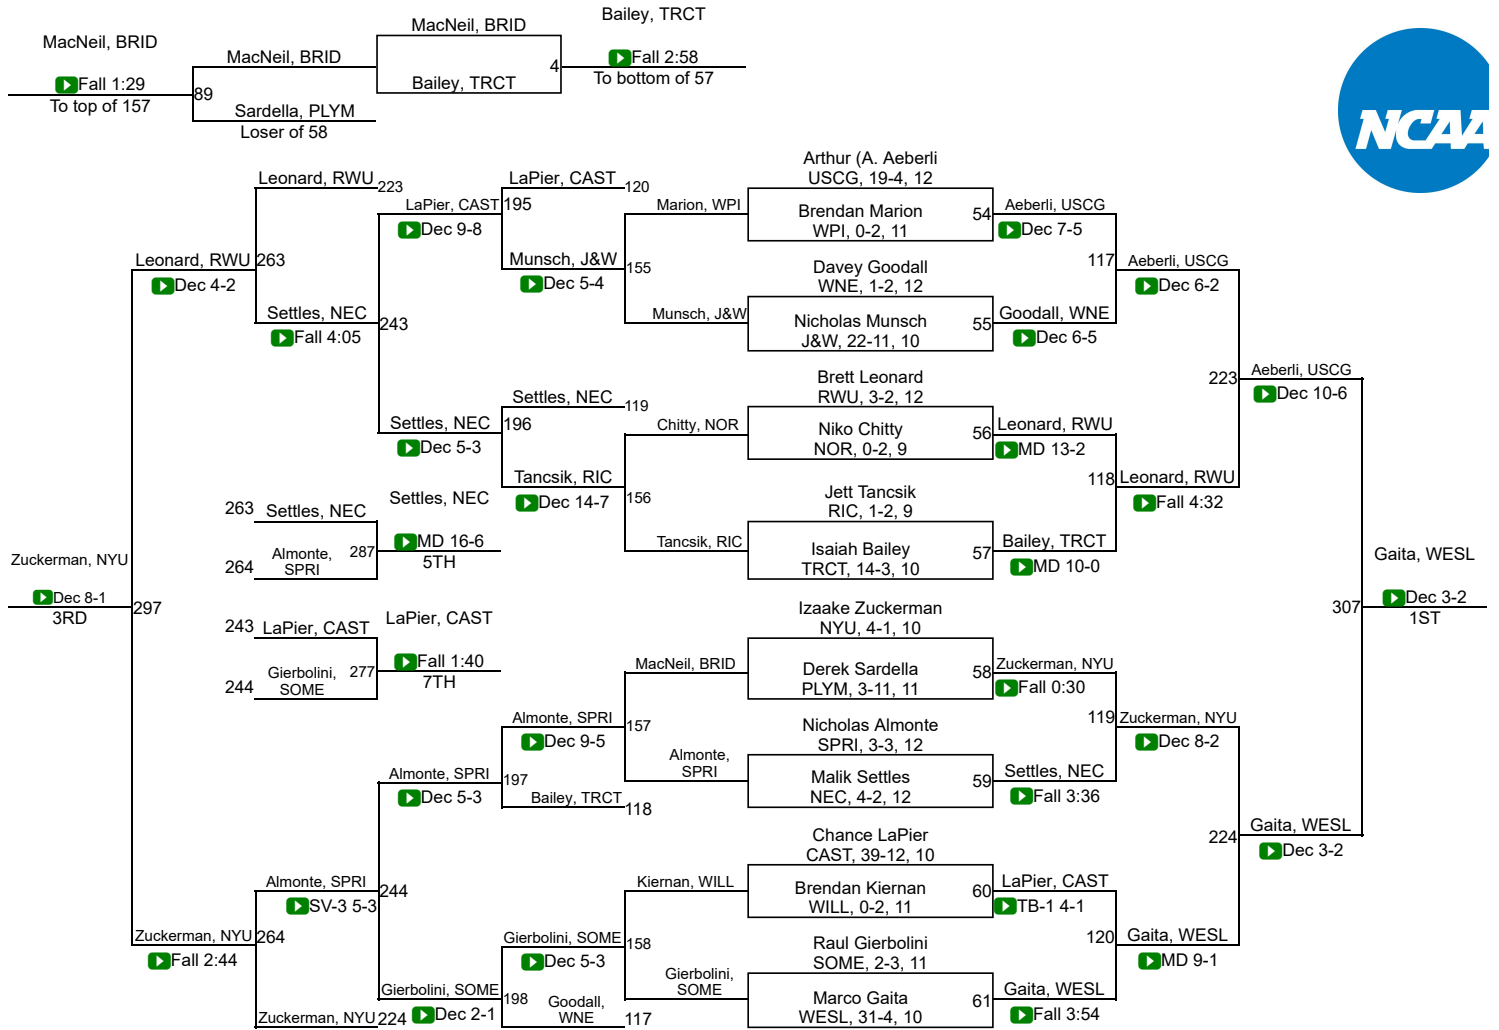 MacNeil, BRID
Fall 1:29
To top of 157
MacNeil, BRID
89
Sardella, PLYM
Loser of 58
MacNeil, BRID
4
Bailey, TRCT
Bailey, TRCT
Fall 2:58
To bottom of 57
NCAA
Arthur (A. Aeberli
USCG, 19-4, 12
Brendan Marion
WPI, 0-2, 11
54
Davey Goodall
WNE, 1-2, 12
Nicholas Munsch
J&W, 22-11, 10
55
Brett Leonard
RWU, 3-2, 12
Niko Chitty
NOR, 0-2, 9
56
Jett Tancsik
RIC, 1-2, 9
Isaiah Bailey
TRCT, 14-3, 10
57
Izaake Zuckerman
NYU, 4-1, 10
Derek Sardella
PLYM, 3-11, 11
58
Nicholas Almonte
SPRI, 3-3, 12
Malik Settles
NEC, 4-2, 12
59
Chance LaPier
CAST, 39-12, 10
Brendan Kiernan
WILL, 0-2, 11
60
Raul Gierbolini
SOME, 2-3, 11
Marco Gaita
WESL, 31-4, 10
61
Aeberli, USCG
Dec 7-5
117
Goodall, WNE
Dec 6-5
Leonard, RWU
MD 13-2
118
Bailey, TRCT
MD 10-0
Zuckerman, NYU
Fall 0:30
119
Settles, NEC
Fall 3:36
LaPier, CAST
TB-1 4-1
120
Gaita, WESL
Fall 3:54
Aeberli, USCG
Dec 6-2
223
Leonard, RWU
Fall 4:32
Zuckerman, NYU
Dec 8-2
224
Gaita, WESL
MD 9-1
Aeberli, USCG
Dec 10-6
307
Gaita, WESL
Dec 3-2
Gaita, WESL
Dec 3-2
1ST
Marion, WPI
155
Munsch, J&W
Chitty, NOR
156
Tancsik, RIC
MacNeil, BRID
157
Almonte,
SPRI
Kiernan, WILL
158
Gierbolini,
SOME
LaPier, CAST
120
195
Munsch, J&W
Dec 5-4
Settles, NEC
119
196
Tancsik, RIC
Dec 14-7
Almonte, SPRI
Dec 9-5
197
Bailey, TRCT
118
Gierbolini, SOME
Dec 5-3
198
Goodall,
WNE
117
LaPier, CAST
Dec 9-8
243
Settles, NEC
Dec 5-3
Almonte, SPRI
Dec 5-3
244
Gierbolini, SOME
Dec 2-1
Leonard, RWU
223
263
Settles, NEC
Fall 4:05
Almonte, SPRI
SV-3 5-3
264
Zuckerman, NYU
224
Leonard, RWU
Dec 4-2
297
Zuckerman, NYU
Fall 2:44
Zuckerman, NYU
Dec 8-1
3RD
263
Settles, NEC
264
Almonte,
SPRI
287
Settles, NEC
MD 16-6
5TH
243
LaPier, CAST
244
Gierbolini,
SOME
277
LaPier, CAST
Fall 1:40
7TH